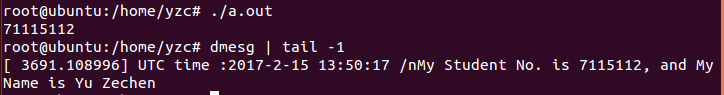 root@ubuntu:/home/yzc# ./a.out
71115112
root@ubuntu:/home/yzc# dmesg | tail -1
[ 3691.108996] UTC time :2017-2-15 13:50:17 /nMy Student No. is 7115112, and My
Name is Yu Zechen